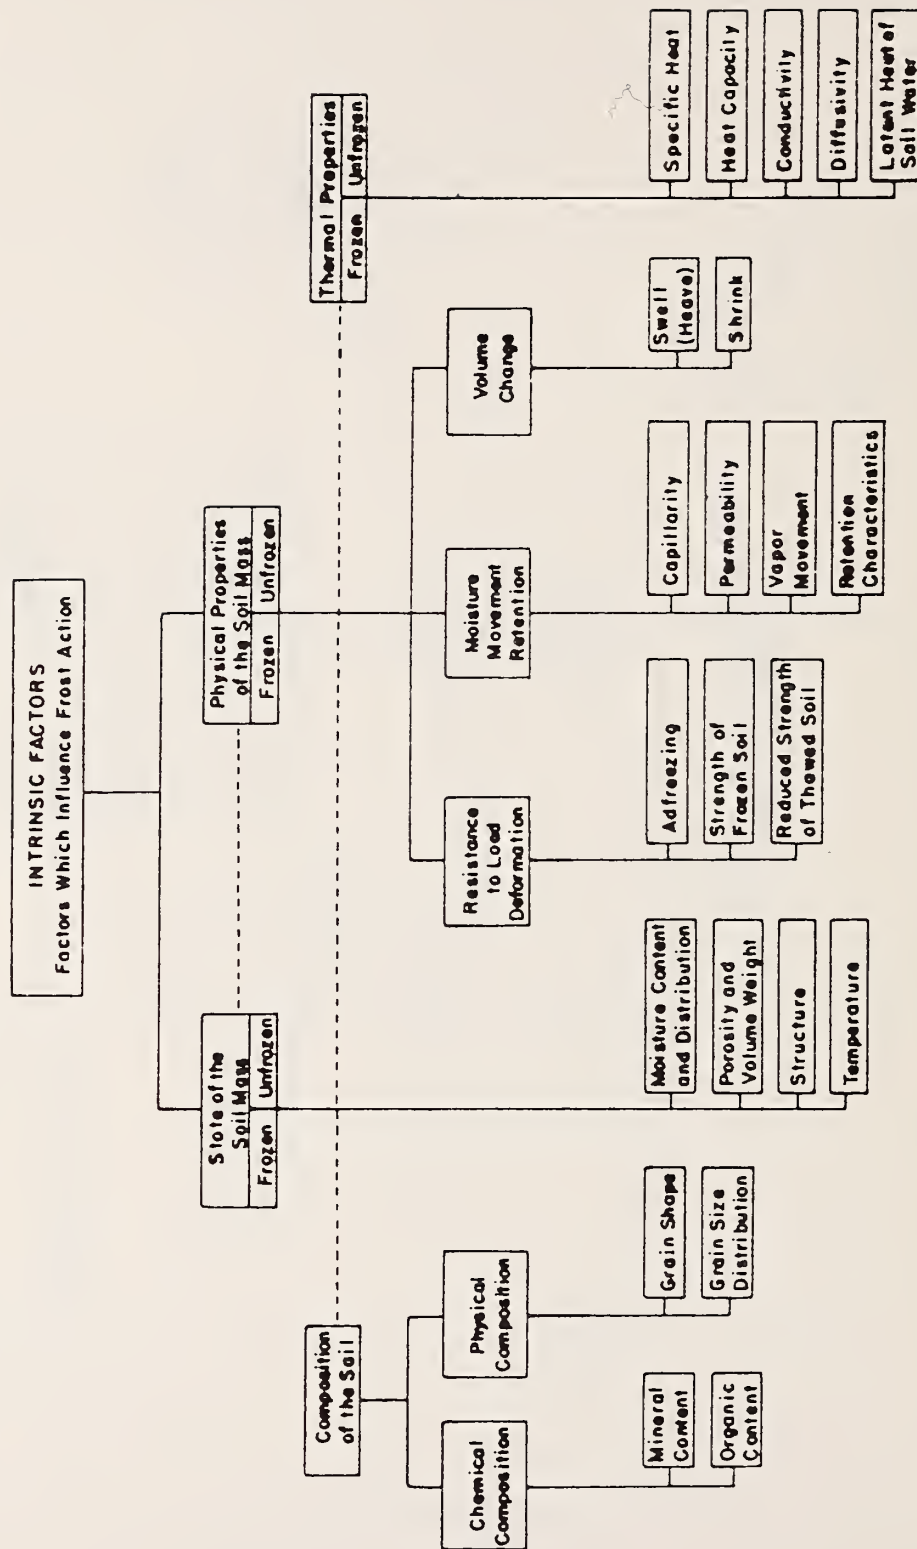 INTRINSIC FACTORS
Factors Which Influence Frost Action
State of the
Soil Mass
Frozen Unfrozen
Physical Properties
of the Soil Mass
Frozen Unfrozen
Composition
of the Soil
Thermal Properties
Frozen Unfrozen
Chemical
Composition
Physical
Composition
Resistance
to Load
Deformation
Moisture
Movement
Retention
Volume
Change
Mineral
Content
Organic
Content
Grain Shape
Grain Size
Distribution
Moisture Content
and Distribution
Porosity and
Volume Weight
Structure
Temperature
Adfreezing
Strength of
Frozen Soil
Reduced Strength
of Thawed Soil
Capillarity
Permeability
Vapor
Movement
Retention
Characteristics
Swell
(Heave)
Shrink
Specific Heat
Heat Capacity
Conductivity
Diffusivity
Latent Heat of
Soil Water